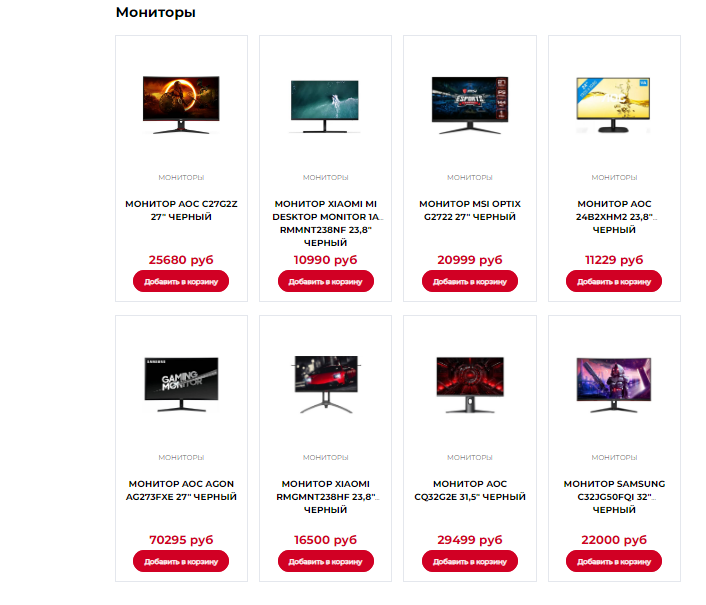 Мониторы
МОНИТОРЫ
МОНИТОР AOC C27G2Z
27" ЧЕРНЫЙ
25680 руб
Добавить в корзину
МОНИТОРЫ
МОНИТОР XIAOMI MI
DESKTOP MONITOR 1A
RMMNT238NF 23,8"
ЧЕРНЫЙ
10990 руб
Добавить в корзину
ESPORTS
МОНИТОРЫ
МОНИТОР MSI OPTIX
G2722 27" ЧЕРНЫЙ
20999 руб
Добавить в корзину
МОНИТОРЫ
МОНИТОР AOC
24B2XHM2 23,8"
ЧЕРНЫЙ
11229 руб
Добавить в корзину
SAMSUNG
GAMING
MONITOR
МОНИТОРЫ
МОНИТОР AOC AGON
AG273FXE 27" ЧЕРНЫЙ
70295 руб
Добавить в корзину
МОНИТОРЫ
МОНИТОР XIAOMI
RMGMNT238HF 23,8"
ЧЕРНЫЙ
16500 руб
Добавить в корзину
МОНИТОРЫ
МОНИТОР AOC
CQ32G2E 31,5" ЧЕРНЫЙ
29499 руб
Добавить в корзину
МОНИТОРЫ
МОНИТОР SAMSUNG
C32JG50FQI 32"
ЧЕРНЫЙ
22000 руб
Добавить в корзину